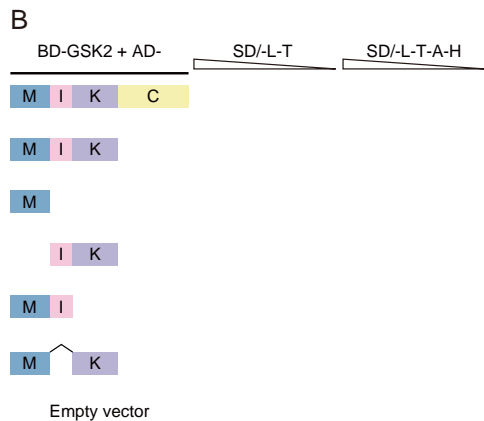 B
BD-GSK2 + AD- SD/-L-T SD/-L-T-A-H
M I K C
M I K
M
I K
M I
M K
Empty vector